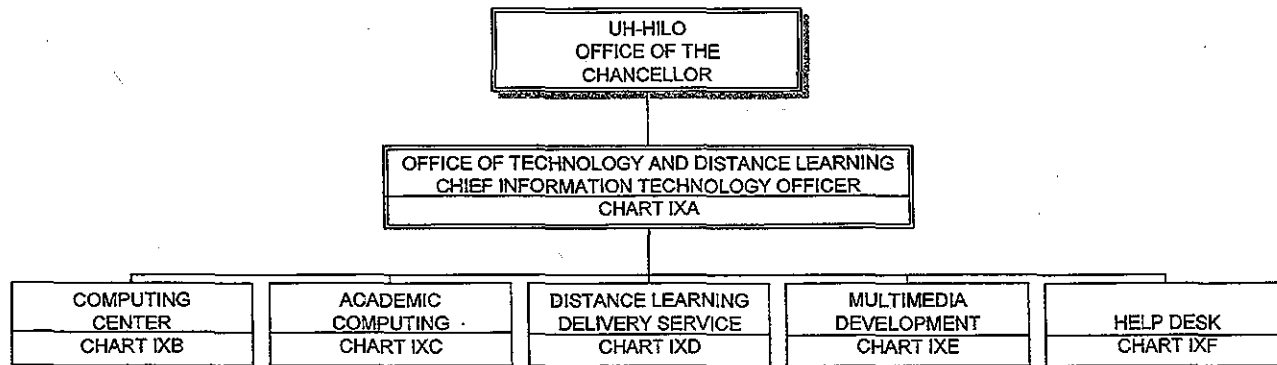 UH-HILO
OFFICE OF THE
CHANCELLOR
OFFICE OF TECHNOLOGY AND DISTANCE LEARNING
CHIEF INFORMATION TECHNOLOGY OFFICER
CHART IXA
COMPUTING
CENTER
CHART IXB
ACADEMIC
COMPUTING
CHART IXC
DISTANCE LEARNING
DELIVERY SERVICE
CHART IXD
MULTIMEDIA
DEVELOPMENT
CHART IXE
HELP DESK
CHART IXF